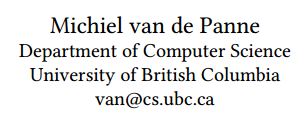 Michiel van de Panne
Department of Computer Science
University of British Columbia
van@cs.ubc.ca